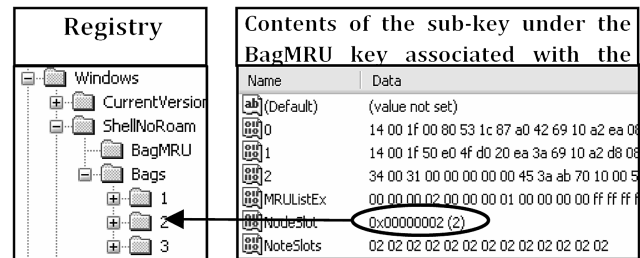 Registry
Contents of the sub-key under the
BagMRU key associated with the
Windows
CurrentVersion
ShellNoRoam
BagMRU
Bags
1
2
3
Name Data
(Default) (value not set)
0 14 00 1f 00 80 53 1c 87 a0 42 69 10 a2 ea 08
1 14 00 1f 50 e0 4f d0 20 ea 3a 69 10 a2 d8 08
2 34 00 31 00 00 00 00 00 45 3a ab 70 10 00 5
MRUListEx 00 00 00 02 00 00 00 01 00 00 00 00 ff ff ff f
NodeSlot 0x00000002 (2)
NoteSlots 02 02 02 02 02 02 02 02 02 02 02 02 02